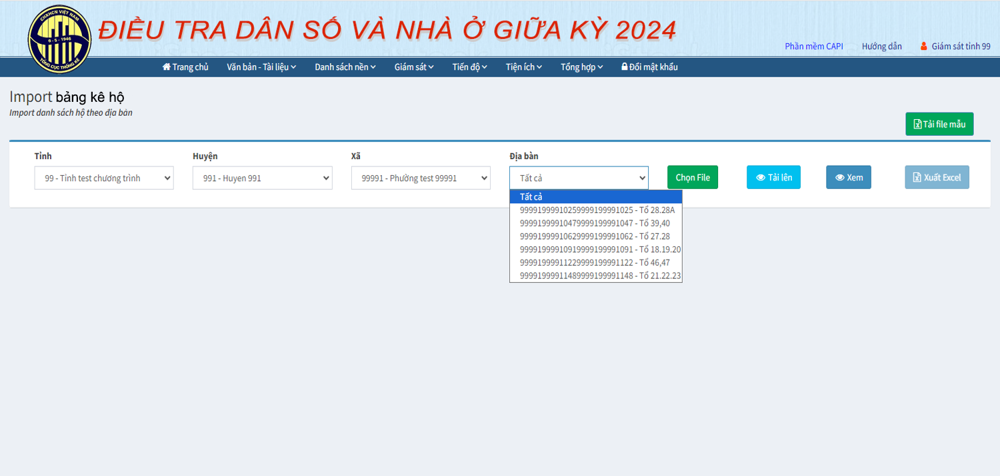 CHXHCN VIỆT NAM
6 - 5 - 1946
TỔNG CỤC THỐNG KÊ
ĐIỀU TRA DÂN SỐ VÀ NHÀ Ở GIỮA KỲ 2024
Phần mềm CAPI Hướng dẫn Giám sát tỉnh 99
Trang chủ Văn bản - Tài liệu Danh sách nền Giám sát Tiến độ Tiện ích Tổng hợp Đổi mật khẩu
Import bảng kê hộ
Import danh sách hộ theo địa bàn
Tải file mẫu
Tỉnh Huyện Xã Địa bàn
99 - Tỉnh test chương trình 991 - Huyen 991 99991 - Phường test 99991 Tất cả Chọn File Tải lên Xem Xuất Excel
Tất cả
99991999910259999199991025 - Tổ 28.28A
99991999910479999199991047 - Tổ 39,40
99991999910629999199991062 - Tổ 27.28
99991999910919999199991091 - Tổ 18.19.20
99991999911229999199991122 - Tổ 46,47
99991999911489999199991148 - Tổ 21.22.23